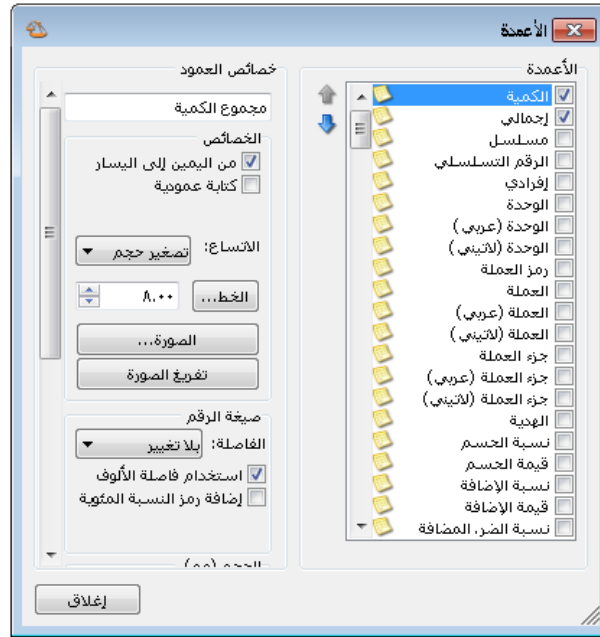 الأعمدة
الأعمدة
الكمية
إجمالي
مسلسل
الرقم التسلسلي
إفرادي
الوحدة
الوحدة (عربي)
الوحدة (لاتيني)
رمز العملة
العملة
العملة (عربي)
العملة (لاتيني)
جزء العملة
جزء العملة (عربي)
جزء العملة (لاتيني)
الهدية
نسبة الحسم
قيمة الحسم
نسبة الإضافة
قيمة الإضافة
نسبة الضر. المضافة
خصائص العمود
مجموع الكمية
الخصائص
من اليمين إلى اليسار
كتابة عمودية
الاتساع: تصغير حجم
الخط... ٨.٠٠
الصورة...
تفريغ الصورة
صيغة الرقم
الفاصلة: بلا تغيير
استخدام فاصلة الألوف
إضافة رمز النسبة المئوية
الحجم (مم)
إغلاق